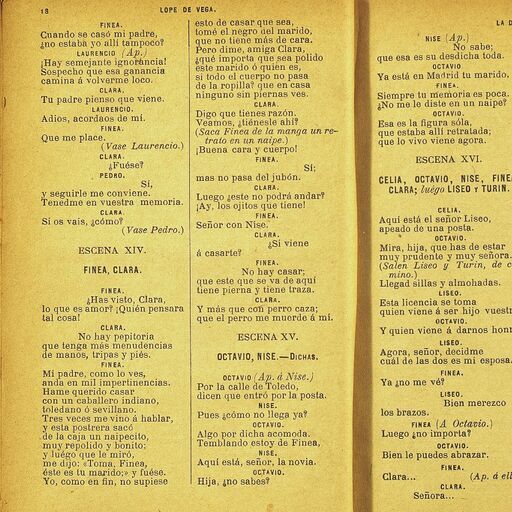 18
LOPE DE VEGA.
FINEA.
Cuando se casó mi padre,
¿no estaba yo allí tampoco?
LAURENCIO (Ap.)
¡Hay semejante ignorancia!
Sospecho que esa ganancia
camina á volverme loco.
CLARA.
Tu padre pienso que viene.
LAURENCIO.
Adios, acordaos de mí.
FINEA.
Que me place.
(Vase Laurencio.)
CLARA.
¿Fuése?
PEDRO.
Sí,
y seguirle me conviene.
Tenedme en vuestra memoria.
CLARA.
Si os vais, ¿cómo?
(Vase Pedro.)
ESCENA XIV.
FINEA, CLARA.
FINEA.
¿Has visto, Clara,
lo que es amor? ¡Quién pensara
tal cosa!
CLARA.
No hay pepitoria
que tenga más menudencias
de manos, tripas y piés.
FINEA.
Mi padre, como lo ves,
anda en mil impertinencias.
Hame querido casar
con un caballero indiano,
toledano ó sevillano.
Tres veces me vino á hablar,
y esta postrera sacó
de la caja un naipecito,
muy repolido y bonito;
y luégo que le miró,
me dijo: «Toma, Finea,
éste es tu marido;» y fuése.
Yo, como en fin, no supiese
esto de casar que sea,
tomé el negro del marido,
que no tiene más de cara.
Pero dime, amiga Clara,
¿qué importa que sea polido
este marido ó quien es,
si todo el cuerpo no pasa
de la ropilla? que en casa
ninguno sin piernas ves.
CLARA.
Digo que tienes razón.
Veamos, ¿tiénesle ahí?
(Saca Finea de la manga un re-
trato en un naipe.)
¡Buena cara y cuerpo!
FINEA.
Sí;
mas no pasa del jubón.
CLARA.
Luego ¿este no podrá andar?
¡Ay, los ojitos que tiene!
FINEA.
Señor con Nise.
CLARA.
¿Si viene
á casarte?
FINEA.
No hay casar;
que este que se va de aquí
tiene pierna y tiene traza.
CLARA.
Y más que con perro caza;
que el perro me muerde á mí.
ESCENA XV.
OCTAVIO, NISE.—DICHAS.
OCTAVIO (Ap. á Nise.)
Por la calle de Toledo,
dicen que entró por la posta.
NISE.
Pues ¿cómo no llega ya?
OCTAVIO.
Algo por dicha acomoda.
Temblando estoy de Finea,
NISE.
Aquí está, señor, la novia.
OCTAVIO.
Hija, ¿no sabes?
LA D
NISE (Ap.)
No sabe;
que esa es su desdicha toda.
OCTAVIO
Ya está en Madrid tu marido.
FINEA.
Siempre tu memoria es poca.
¿No me le diste en un naipe?
OCTAVIO.
Esa es la figura sóla,
que estaba allí retratada;
que lo vivo viene agora.
ESCENA XVI.
CELIA, OCTAVIO, NISE, FINE
CLARA; luégo LISEO y TURIN.
CELIA.
Aquí está el señor Liseo,
apeado de una posta.
OCTAVIO.
Mira, hija, que has de estar
muy prudente y muy señora.
(Salen Liseo y Turin, de c
mino.)
Llegad sillas y almohadas.
LISEO.
Esta licencia se toma
quien viene á ser hijo vuestr
OCTAVIO.
Y quien viene á darnos honr
LISEO.
Agora, señor, decidme
cuál de las dos es mi esposa.
FINEA.
Ya ¿no me vé?
LISEO.
Bien merezco
los brazos.
FINEA (A Octavio.)
Luego ¿no importa?
OCTAVIO.
Bien le puedes abrazar.
FINEA.
Clara... (Ap. á ell
CLARA.
Señora...